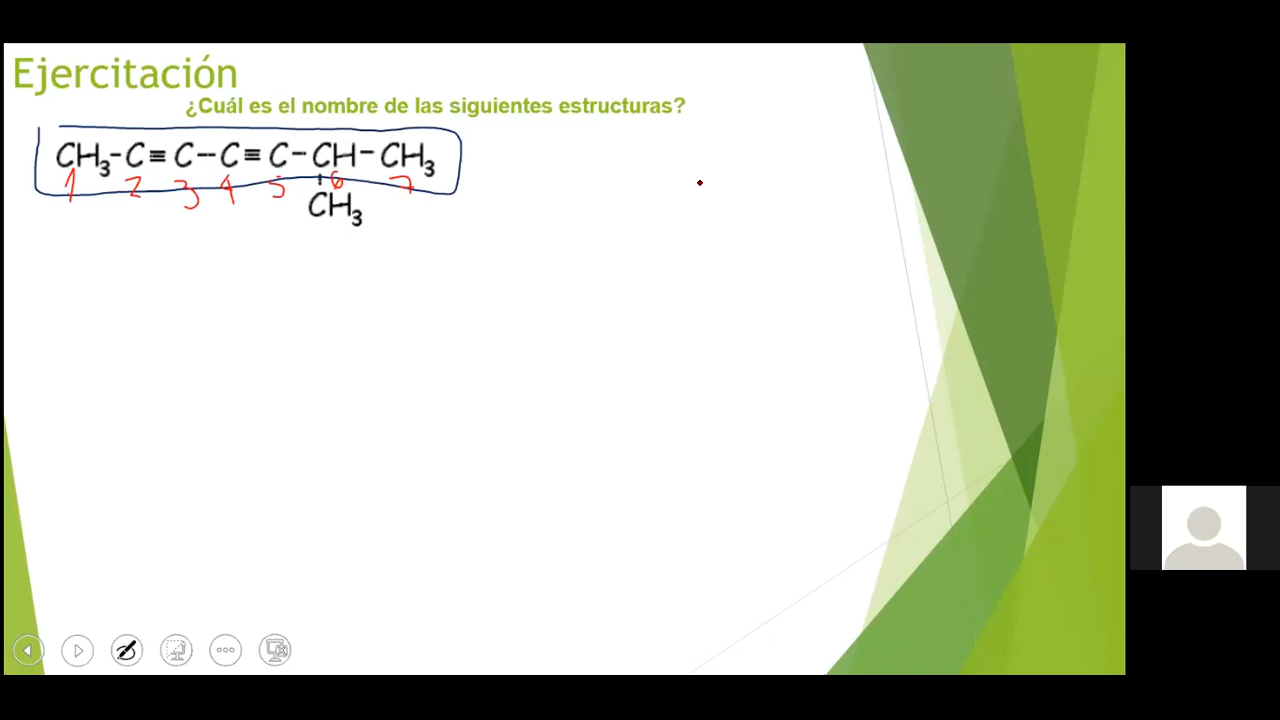 Ejercitación
¿Cuál es el nombre de las siguientes estructuras?
CH₃-C≡C-C≡C-CH-CH₃
1 2 3 4 5 6 7
CH₃